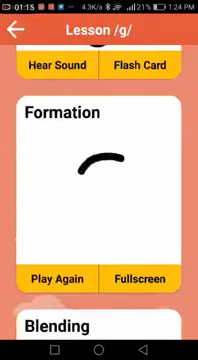 01:15 4.3K/s 21% 1:24 PM
Lesson /g/
Hear Sound Flash Card
Formation
Play Again Fullscreen
Blending